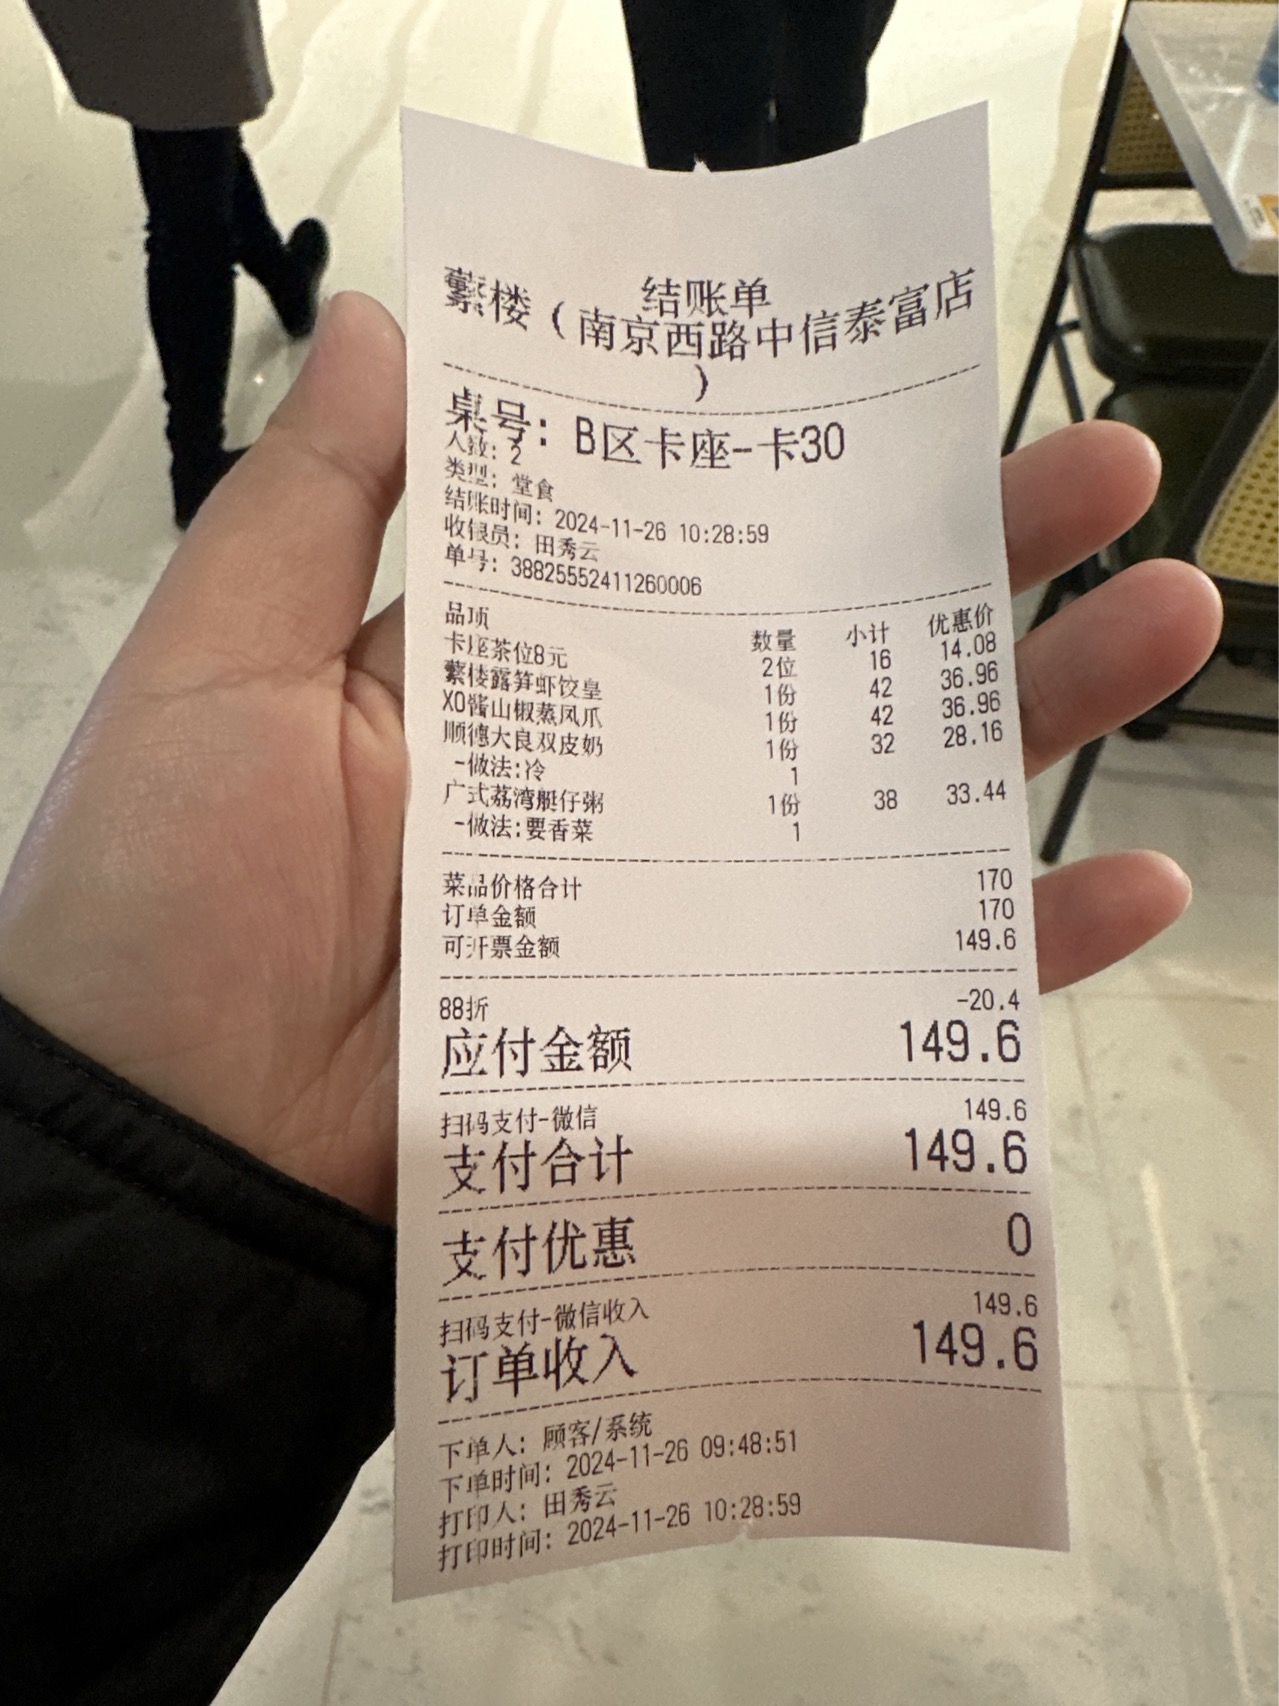 结账单
蘩楼（南京西路中信泰富店
）
桌号：B区卡座-卡30
人数：2
类型：堂食
结账时间：2024-11-26 10:28:59
收银员：田秀云
单号：38825552411260006
品项 数量 小计 优惠价
卡座茶位8元 2位 16 14.08
蘩楼露笋虾饺皇 1份 42 36.96
XO酱山椒蒸凤爪 1份 42 36.96
顺德大良双皮奶 1份 32 28.16
-做法:冷 1
广式荔湾艇仔粥 1份 38 33.44
-做法:要香菜 1
菜品价格合计 170
订单金额 170
可开票金额 149.6
88折 -20.4
应付金额 149.6
扫码支付-微信 149.6
支付合计 149.6
支付优惠 0
扫码支付-微信收入 149.6
订单收入 149.6
下单人：顾客/系统
下单时间：2024-11-26 09:48:51
打印人：田秀云
打印时间：2024-11-26 10:28:59